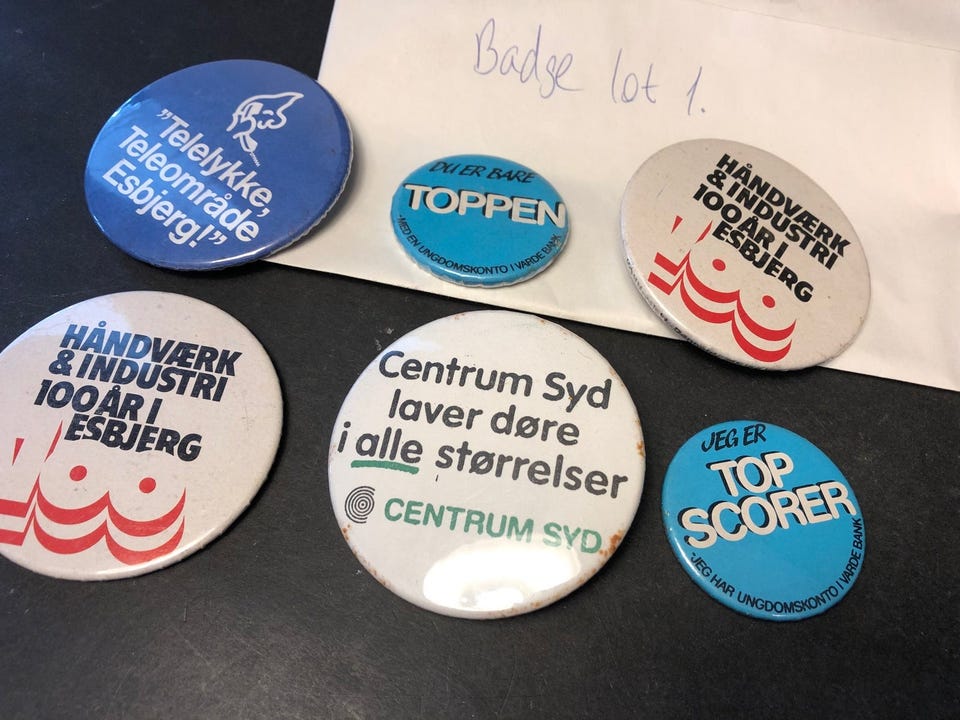 Badge lot 1.
"Telelykke,
Teleområde
Esbjerg!"
DU ER BARE
TOPPEN
-MED EN UNGDOMSKONTO I VARDE BANK
HÅNDVÆRK
& INDUSTRI
100 ÅR I
ESBJERG
100
HÅNDVÆRK
& INDUSTRI
100 ÅR I
ESBJERG
100
Centrum Syd
laver døre
i alle størrelser
CENTRUM SYD
JEG ER
TOP
SCORER
-JEG HAR UNGDOMSKONTO I VARDE BANK